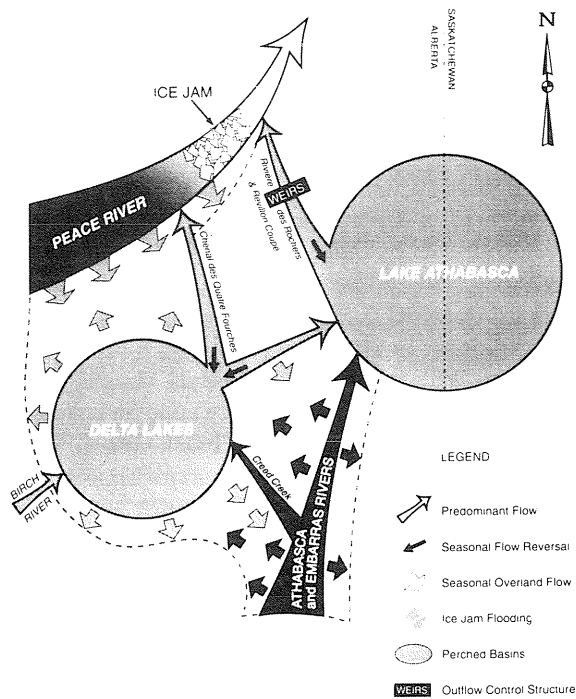 ICE JAM
SASKATCHEWAN
ALBERTA
N
PEACE RIVER
Rivière des Rochers
& Revillon Coupe
WEIRS
Chenal des Quatre Fourches
LAKE ATHABASCA
DELTA LAKES
BIRCH
RIVER
Creed Creek
ATHABASCA
and EMBARRAS RIVERS
LEGEND
Predominant Flow
Seasonal Flow Reversal
Seasonal Overland Flow
Ice Jam Flooding
Perched Basins
WEIRS
Outflow Control Structure